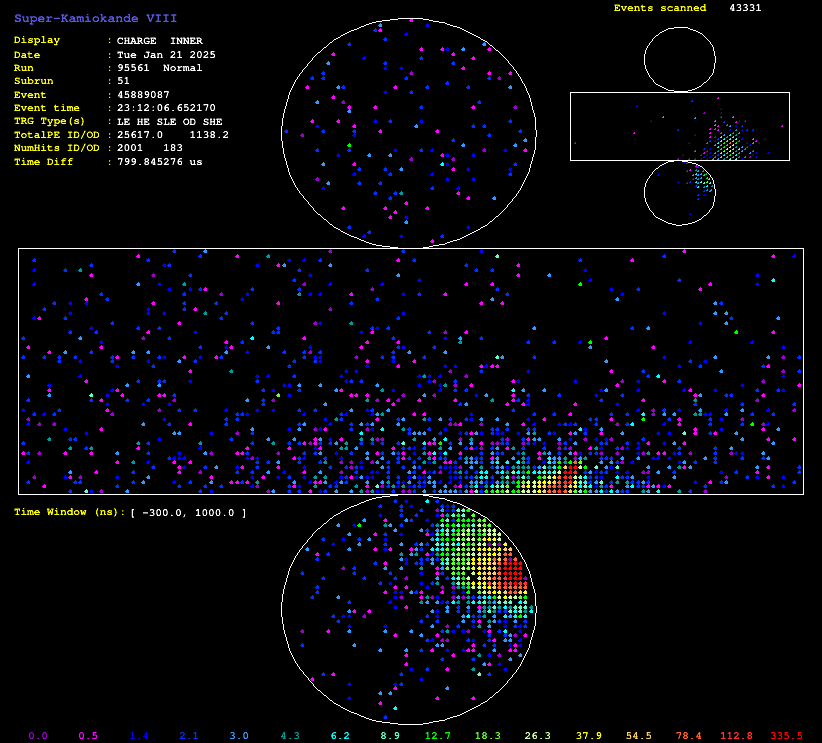 Super-Kamiokande VIII
Events scanned 43331
Display : CHARGE INNER
Date : Tue Jan 21 2025
Run : 95561 Normal
Subrun : 51
Event : 45889087
Event time : 23:12:06.652170
TRG Type(s) : LE HE SLE OD SHE
TotalPE ID/OD : 25617.0 1138.2
NumHits ID/OD : 2001 183
Time Diff : 799.845276 us
Time Window (ns): [ -300.0, 1000.0 ]
0.0 0.5 1.4 2.1 3.0 4.3 6.2 8.9 12.7 18.3 26.3 37.9 54.5 78.4 112.8 335.5